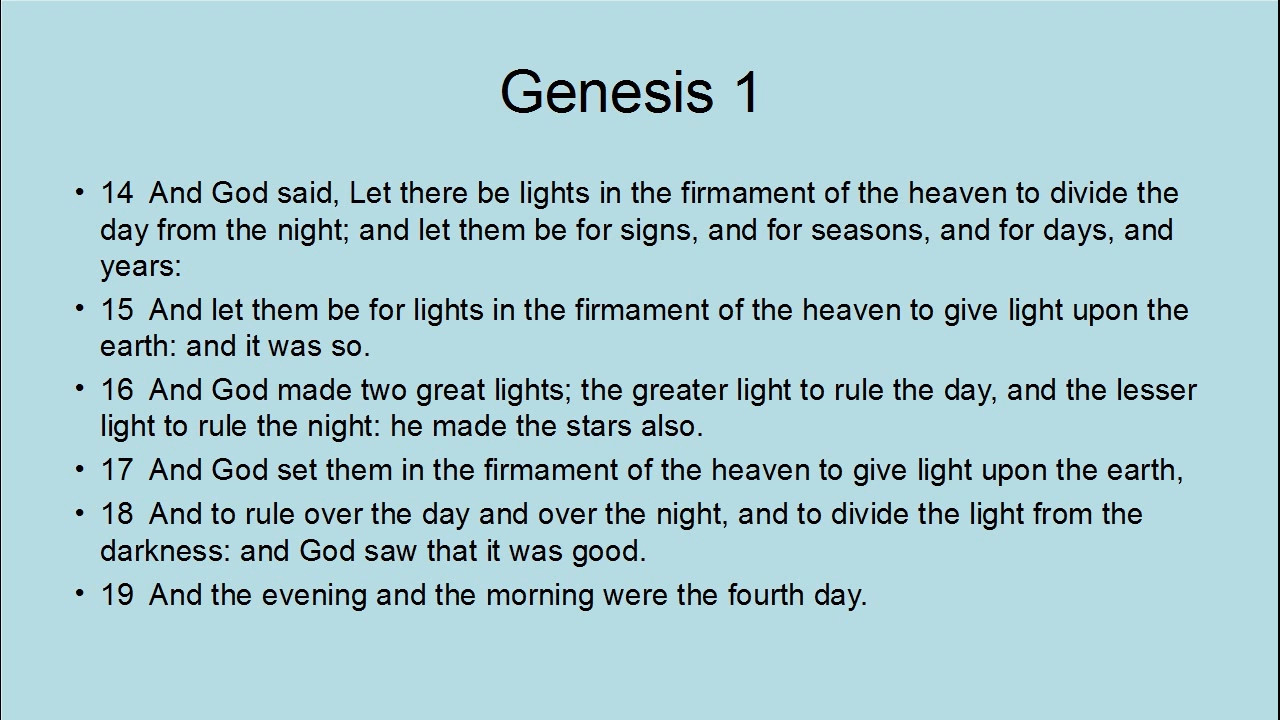 Genesis 1
• 14  And God said, Let there be lights in the firmament of the heaven to divide the
day from the night; and let them be for signs, and for seasons, and for days, and
years:
• 15  And let them be for lights in the firmament of the heaven to give light upon the
earth: and it was so.
• 16  And God made two great lights; the greater light to rule the day, and the lesser
light to rule the night: he made the stars also.
• 17  And God set them in the firmament of the heaven to give light upon the earth,
• 18  And to rule over the day and over the night, and to divide the light from the
darkness: and God saw that it was good.
• 19  And the evening and the morning were the fourth day.